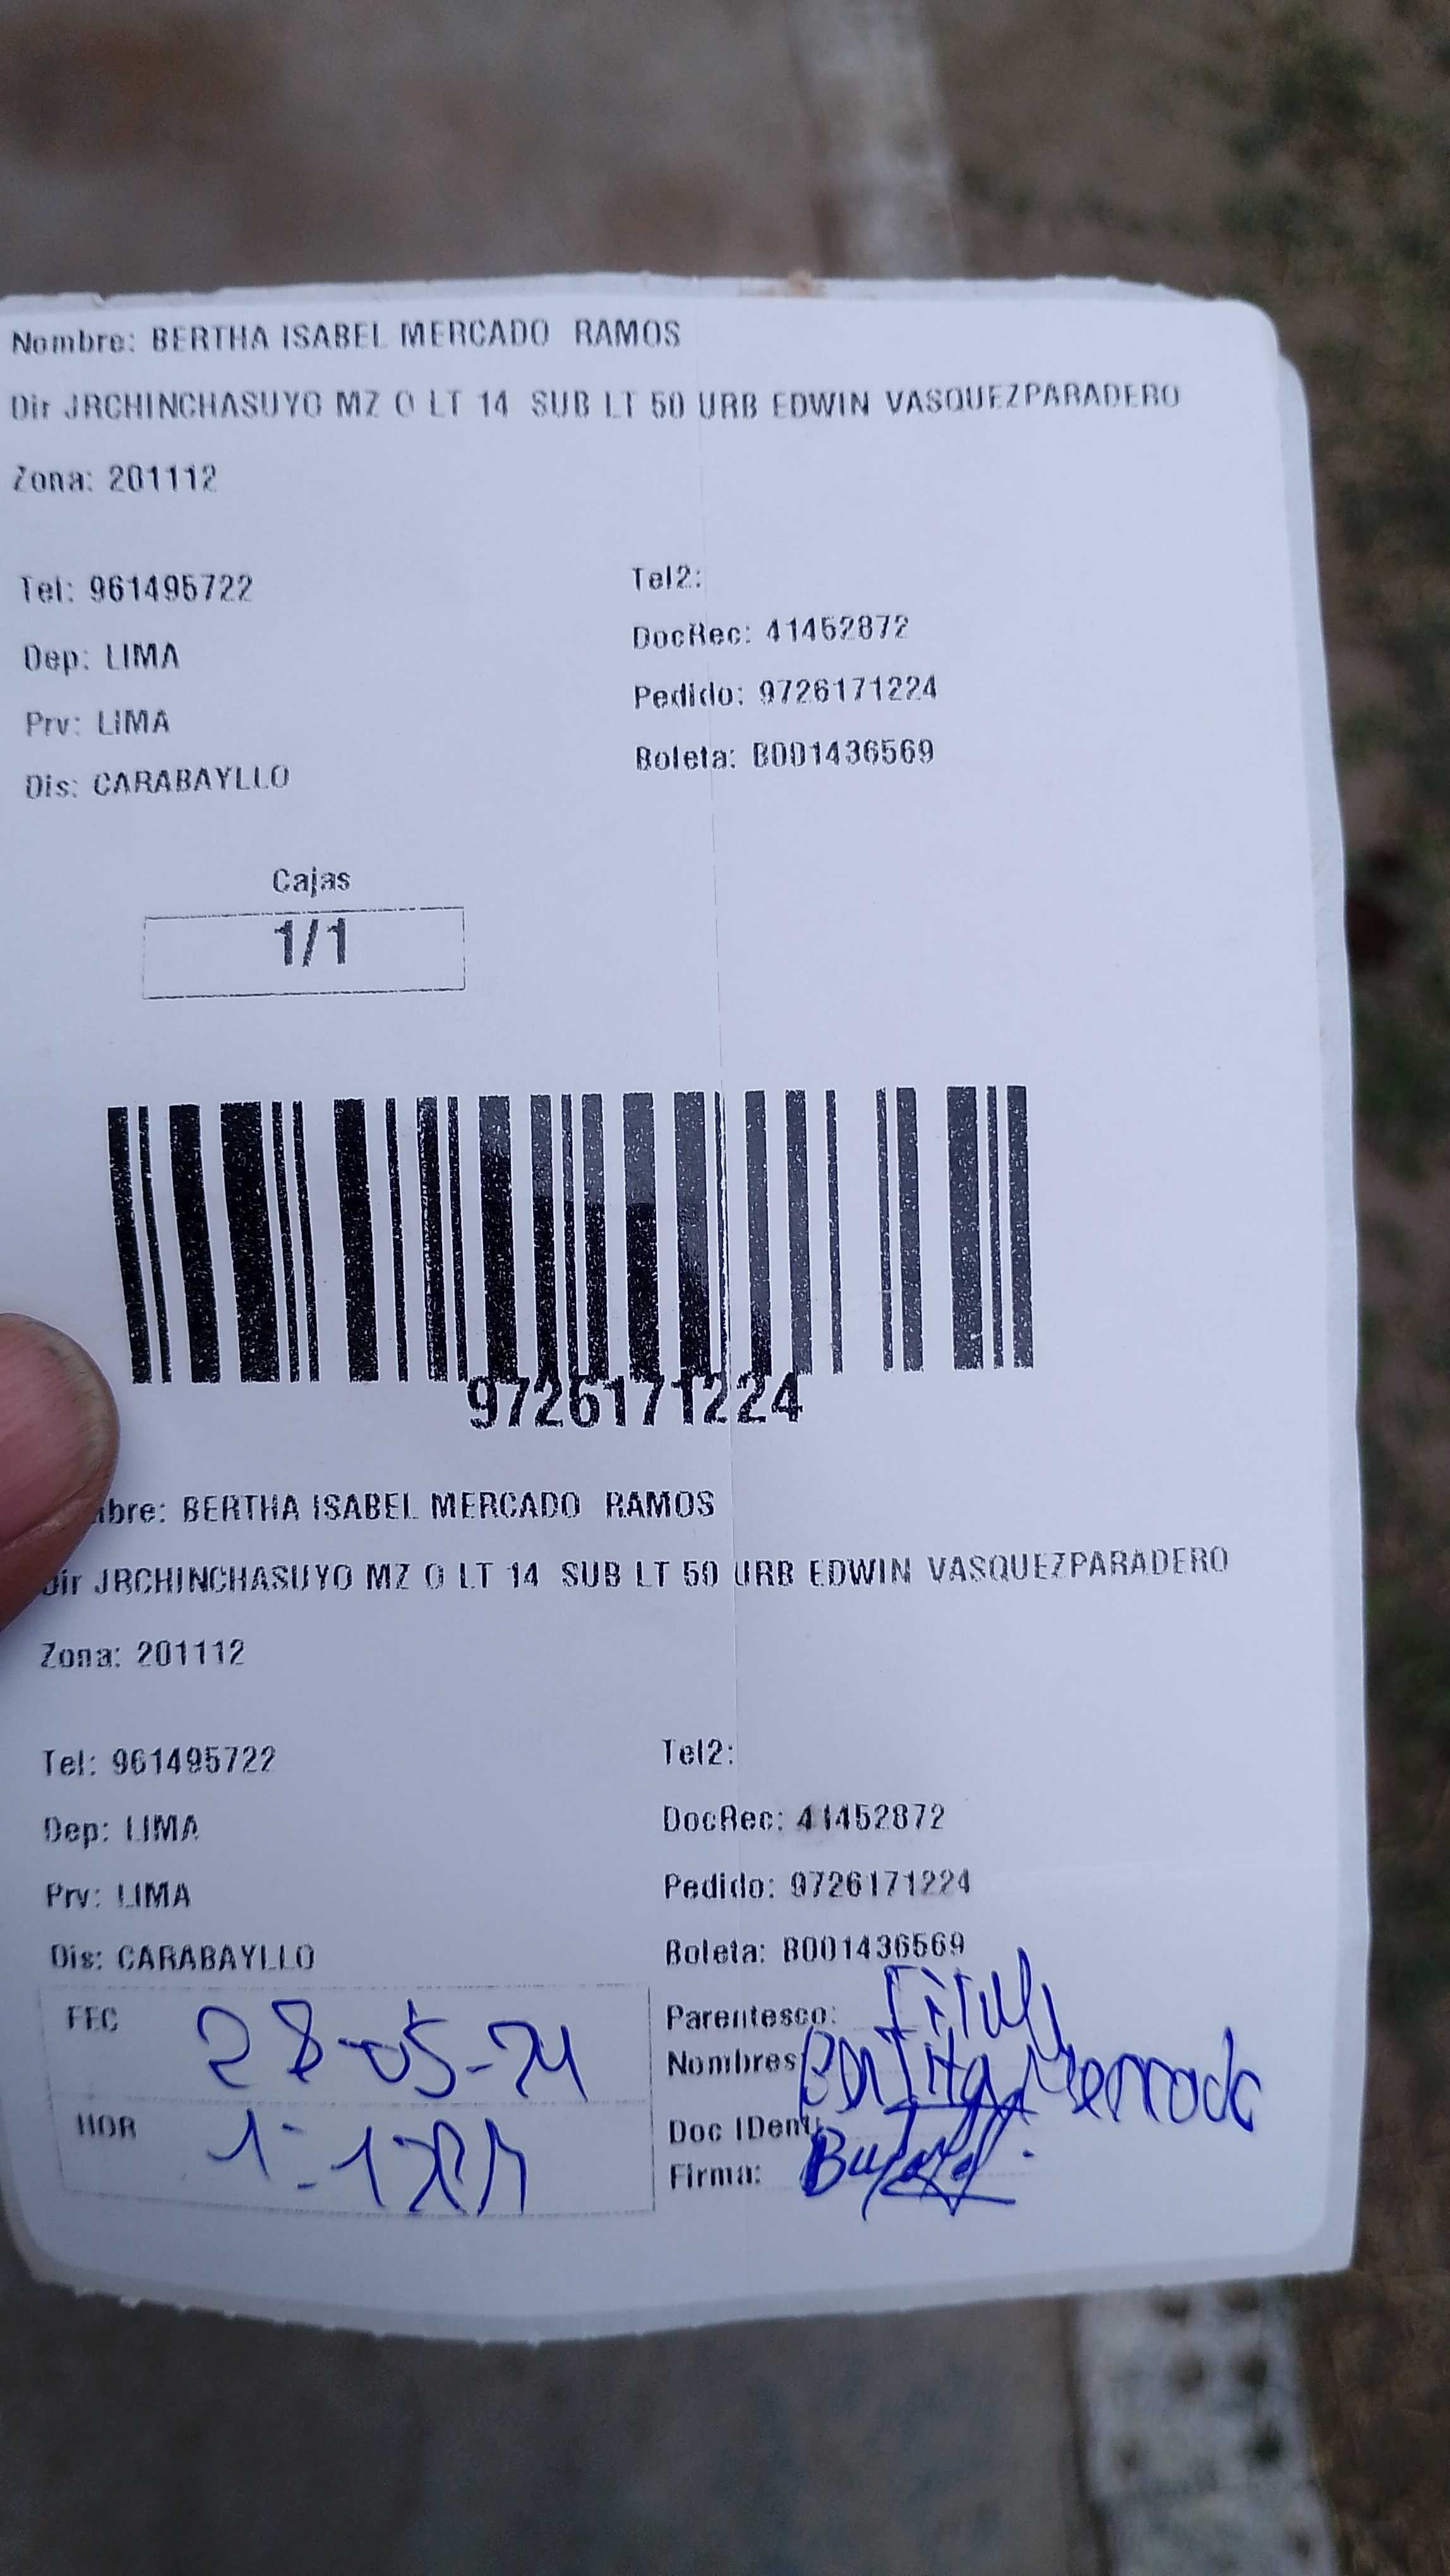 Nombre: BERTHA ISABEL MERCADO RAMOS
Dir JRCHINCHASUYO MZ O LT 14 SUB LT 50 URB EDWIN VASQUEZPARADERO
Zona: 201112
Tel: 961495722
Tel2:
Dep: LIMA
DocRec: 41452872
Prv: LIMA
Pedido: 9726171224
Dis: CARABAYLLO
Boleta: B001436569
Cajas
1/1
9726171224
bre: BERTHA ISABEL MERCADO RAMOS
Dir JRCHINCHASUYO MZ O LT 14 SUB LT 50 URB EDWIN VASQUEZPARADERO
Zona: 201112
Tel: 961495722
Tel2:
Dep: LIMA
DocRec: 41452872
Prv: LIMA
Pedido: 9726171224
Dis: CARABAYLLO
Boleta: B001436569
FEC 28-05-24
Parentesco:
Nombres Mercado
HOR
Doc IDent:
Firma: